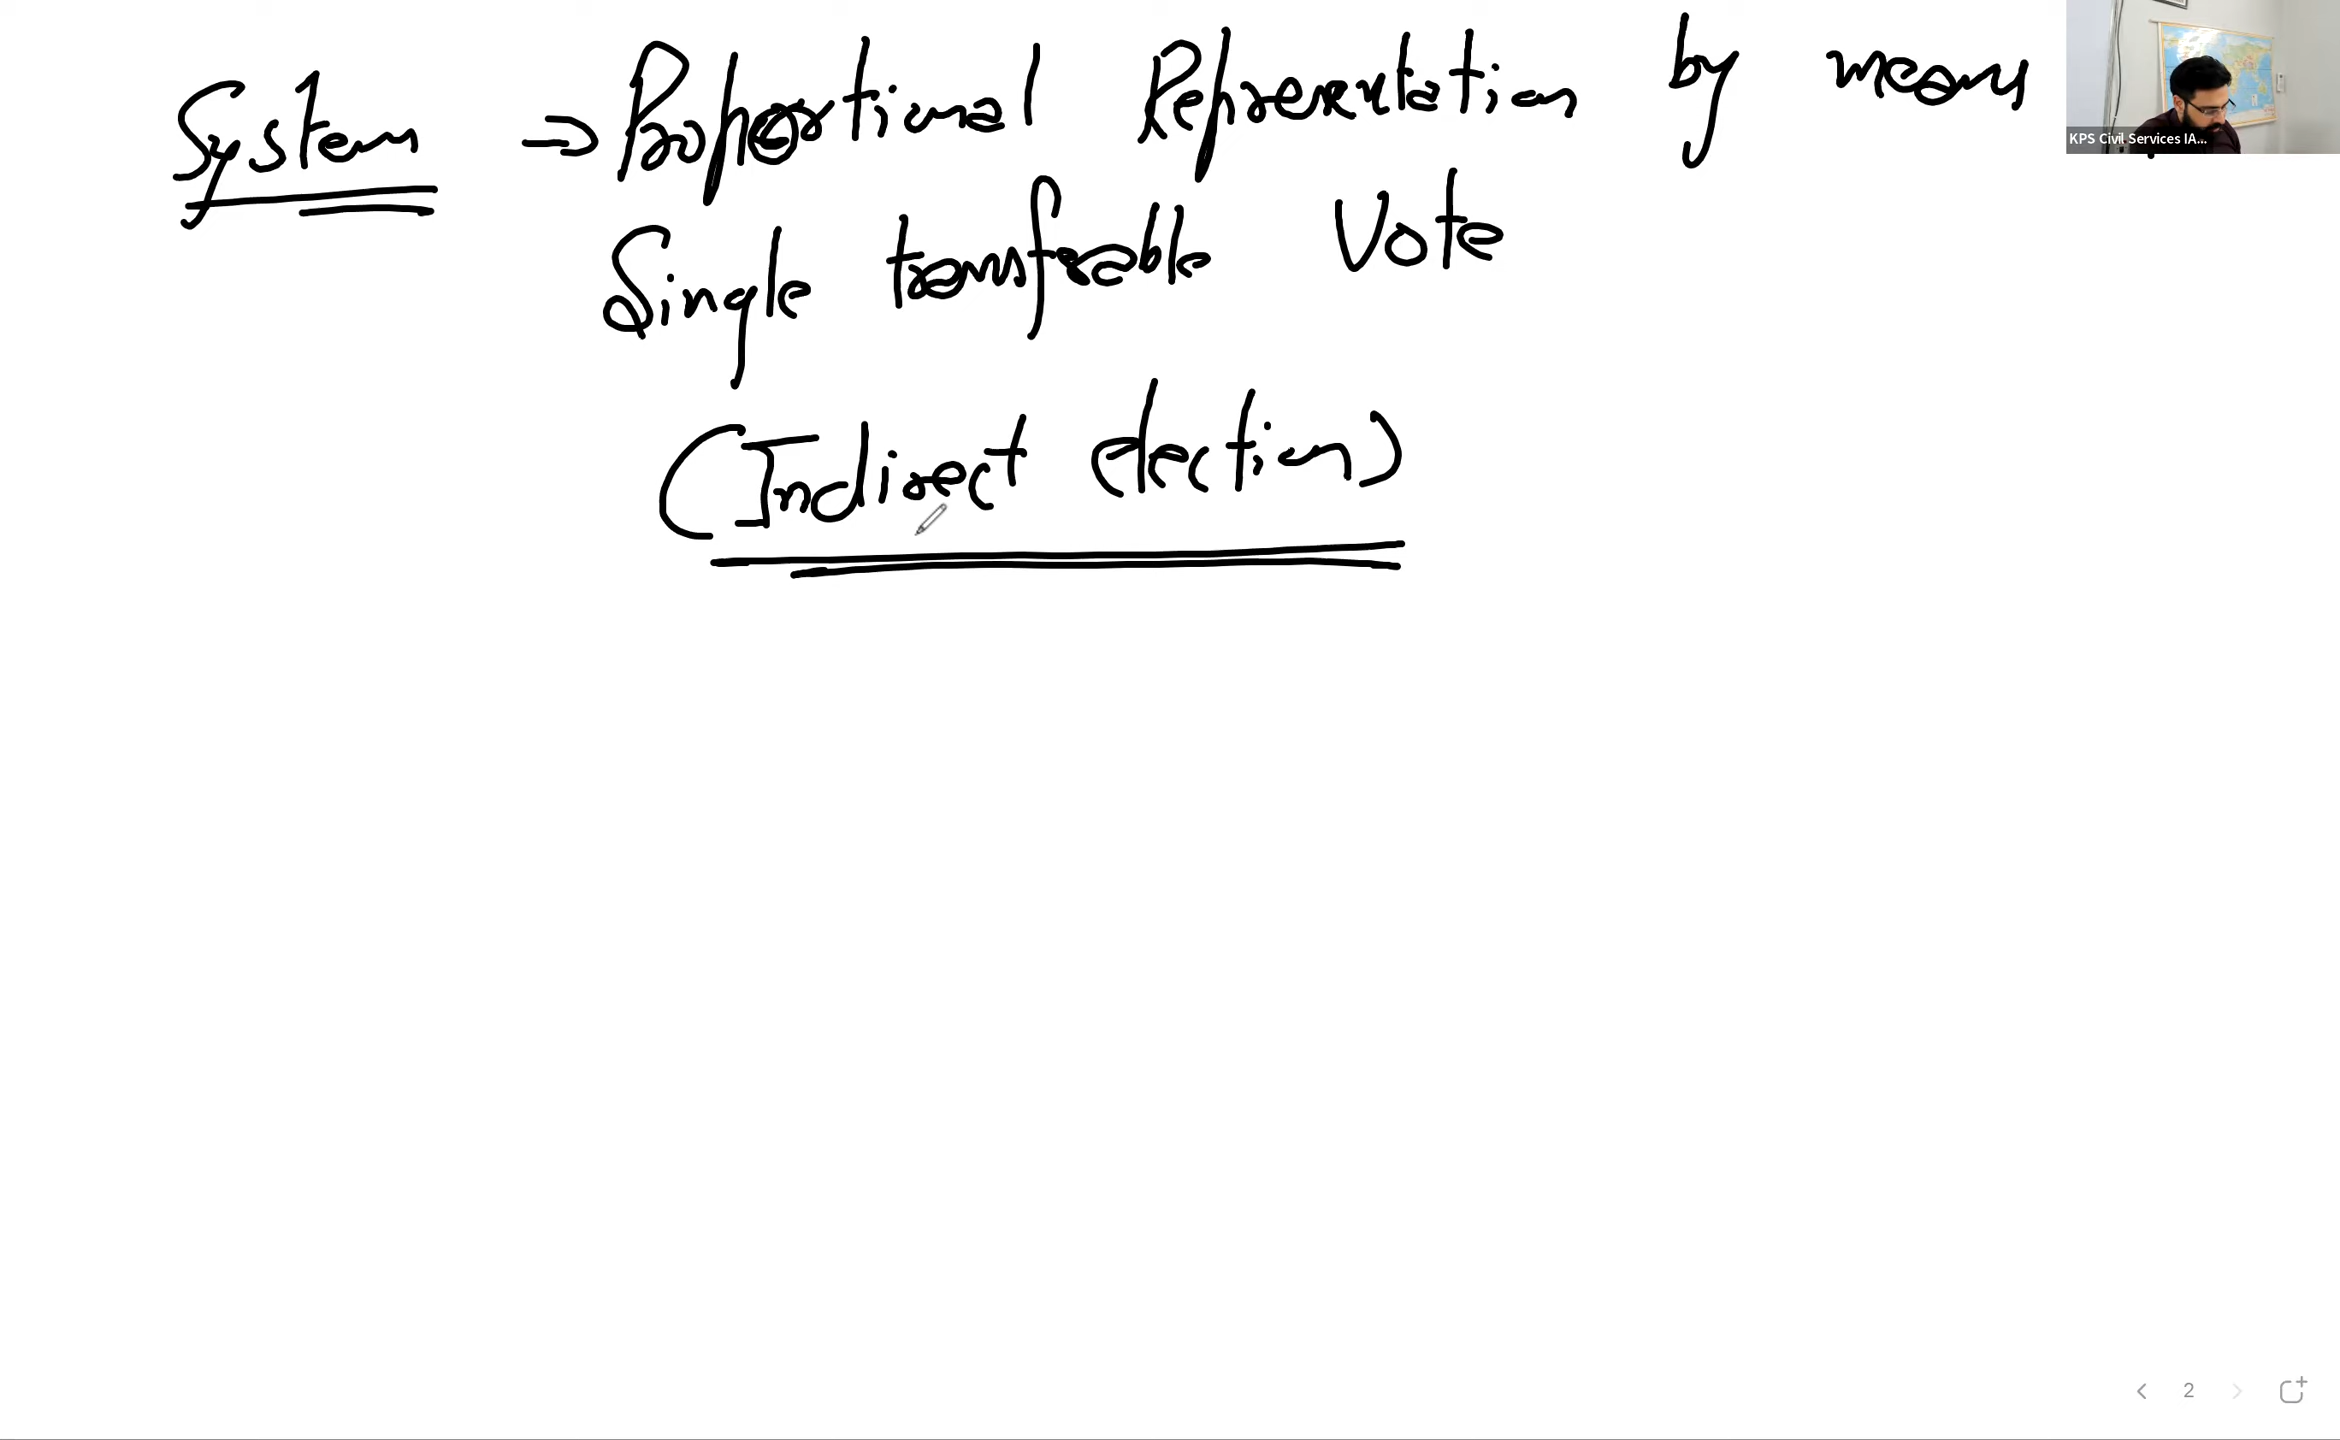 System ⇒ Proportional Representation by means
Single transferable Vote
(Indirect election)
KPS Civil Services IA...
2